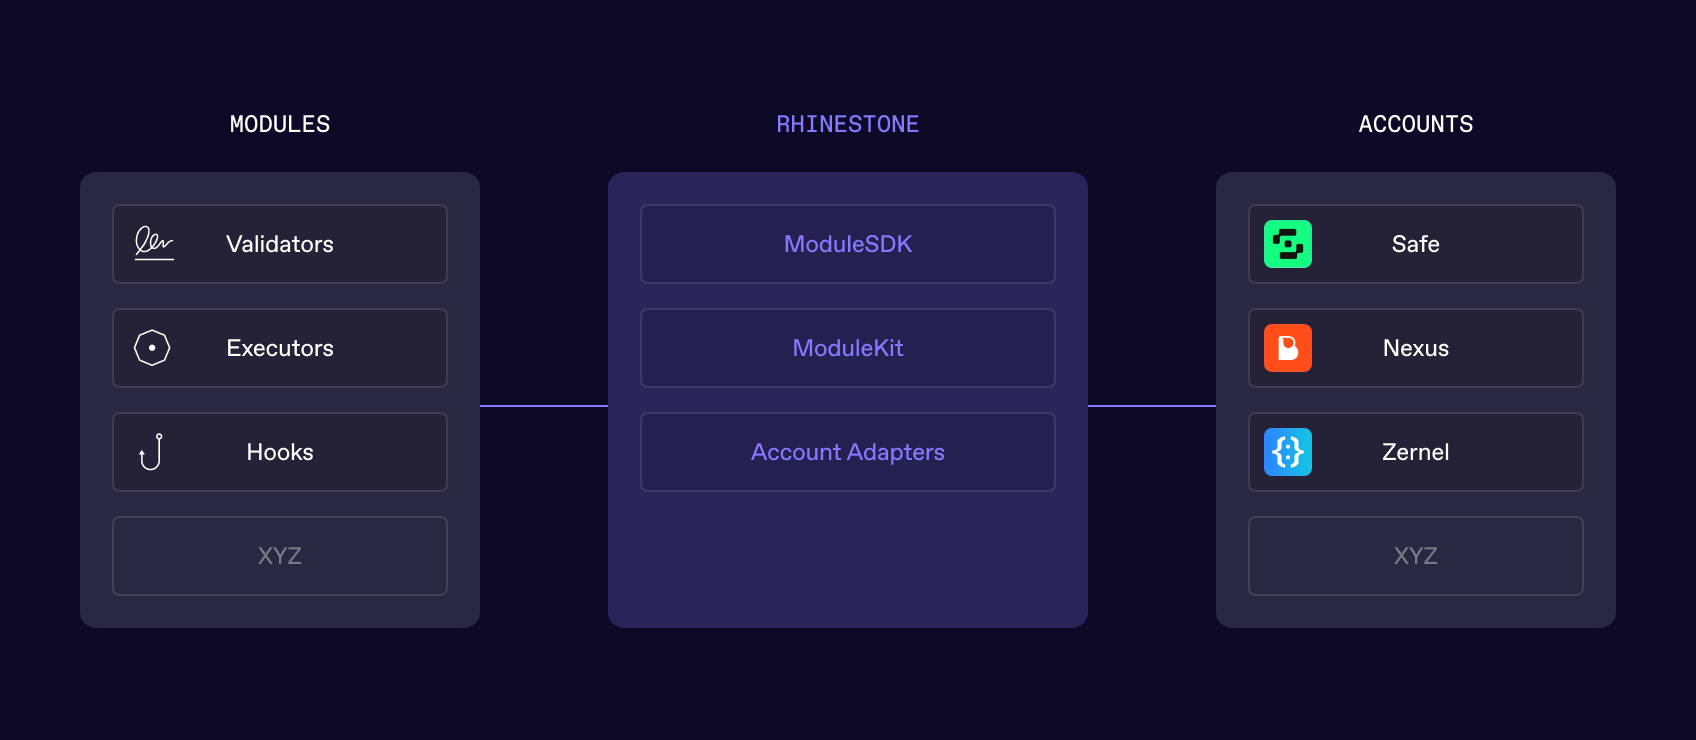 MODULES
Validators
Executors
Hooks
XYZ
RHINESTONE
ModuleSDK
ModuleKit
Account Adapters
ACCOUNTS
Safe
Nexus
Zernel
XYZ